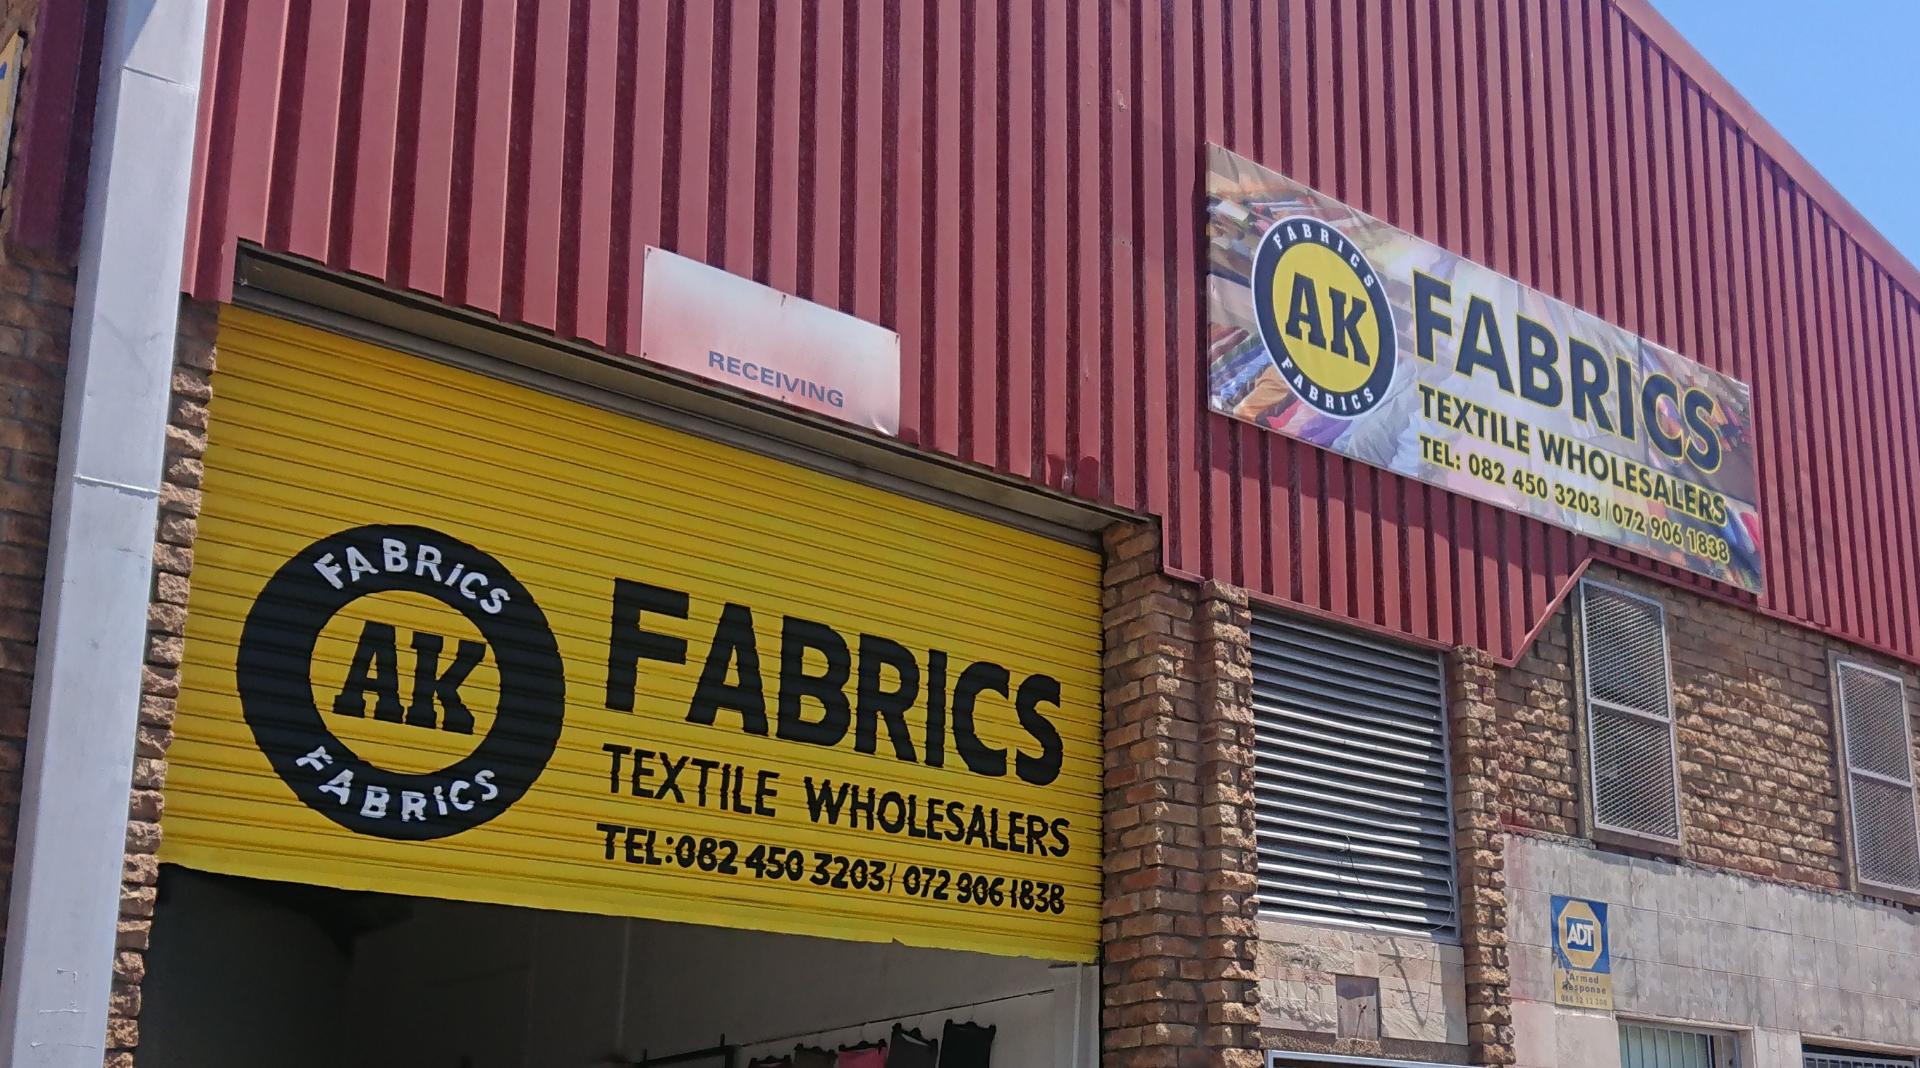 RECEIVING
FABRICS
AK
FABRICS
FABRICS
TEXTILE WHOLESALERS
TEL:082 450 3203/ 072 906 1838
FABRICS
AK
FABRICS
FABRICS
TEXTILE WHOLESALERS
TEL: 082 450 3203 / 072 906 1838
ADT
Armed
Response